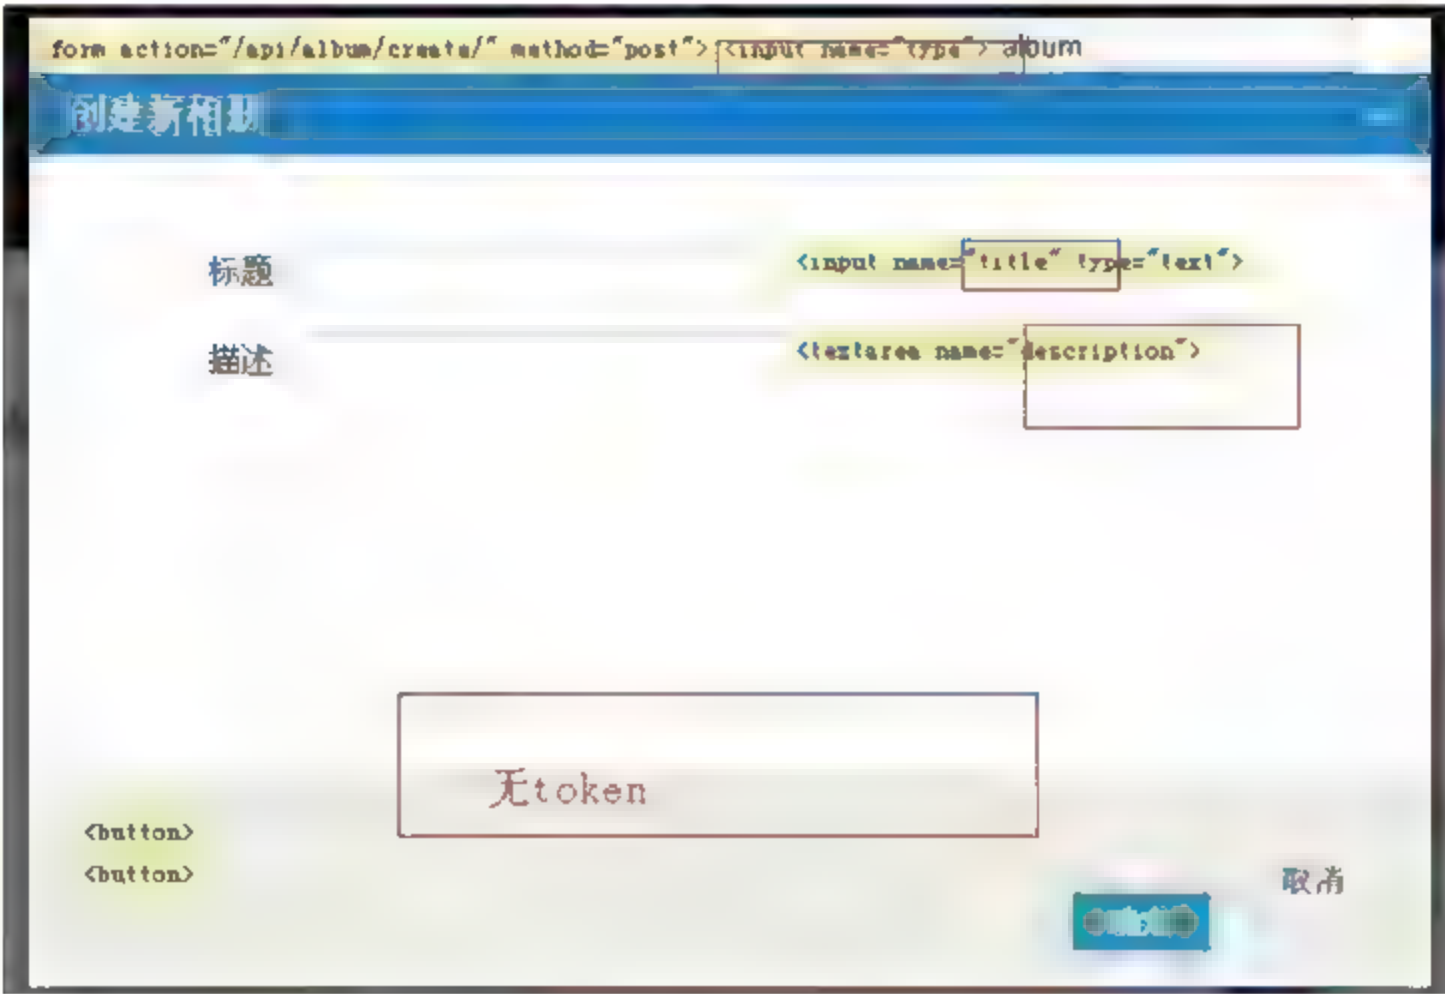 form action="/api/album/create/" method="post"> <input name="type"> album
创建新相册
标题 <input name="title" type="text">
描述 <textarea name="description">
无token
<button>
<button>
取消